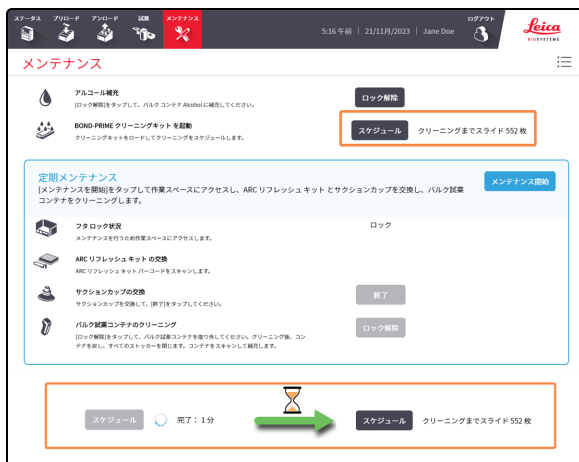 ステータス プリロード アンロード 試薬 メンテナンス
5:16 午前 | 21/11月/2023 | Jane Doe
ログアウト
Leica
BIOSYSTEMS
メンテナンス
アルコール補充
[ロック解除]をタップして、バルク コンテナ Alcohol に補充してください。
ロック解除
BOND-PRIME クリーニングキット を起動
クリーニングキットをロードしてクリーニングをスケジュールします。
スケジュール クリーニングまでスライド 552 枚
定期メンテナンス
[メンテナンスを開始]をタップして作業スペースにアクセスし、ARC リフレッシュ キット とサクションカップを交換し、バルク試薬
コンテナをクリーニングします。
メンテナンス開始
フタ ロック状況
メンテナンスを行うため作業スペースにアクセスします。
ロック
ARC リフレッシュ キット の交換
ARC リフレッシュ キット バーコードをスキャンします。
サクションカップの交換
サクションカップを交換して、[終了]をタップしてください。
終了
バルク試薬コンテナのクリーニング
[ロック解除]をタップして、バルク試薬コンテナを取り外してください。クリーニング後、コン
テナを戻し、すべてのストッカーを閉じます。コンテナをスキャンして補充します。
ロック解除
スケジュール 完了： 1分 スケジュール クリーニングまでスライド 552 枚